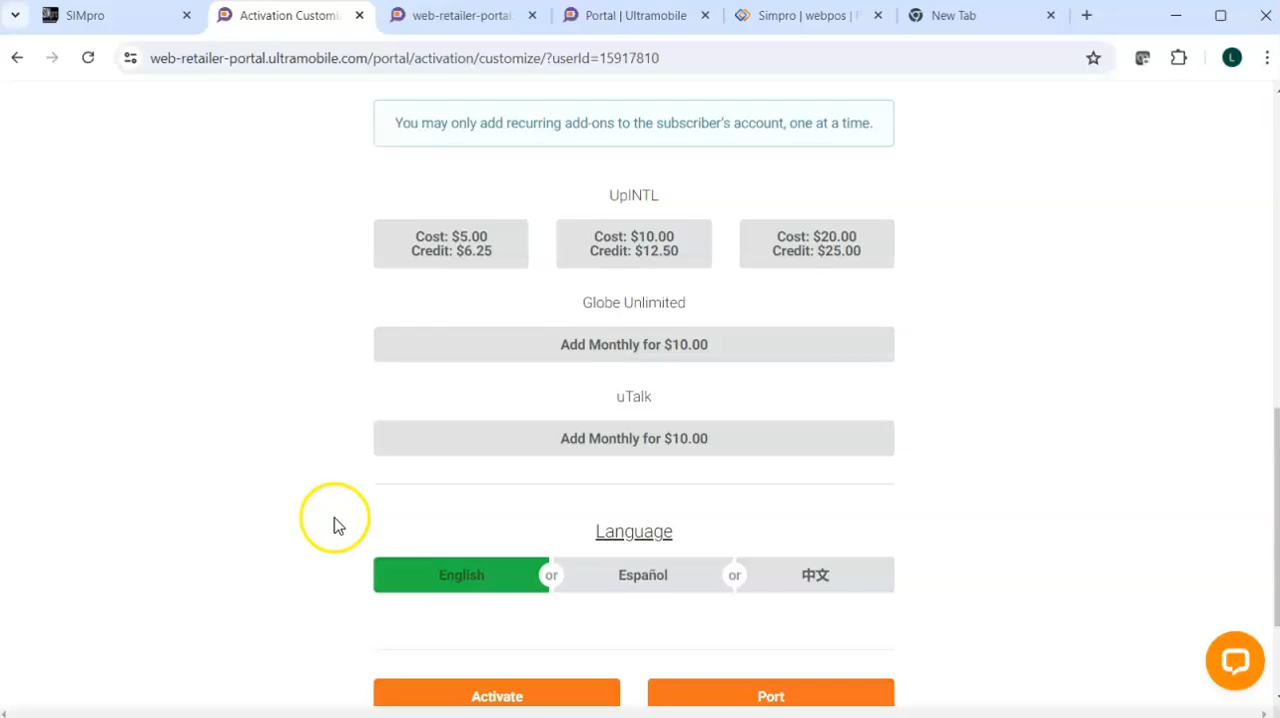 SIMpro
Activation Customi
web-retailer-portal.
Portal | Ultramobile
Simpro | webpos |
New Tab
web-retailer-portal.ultramobile.com/portal/activation/customize/?userId=15917810
L
You may only add recurring add-ons to the subscriber's account, one at a time.
UpINTL
Cost: $5.00
Credit: $6.25
Cost: $10.00
Credit: $12.50
Cost: $20.00
Credit: $25.00
Globe Unlimited
Add Monthly for $10.00
uTalk
Add Monthly for $10.00
Language
English
or
Español
or
中文
Activate
Port